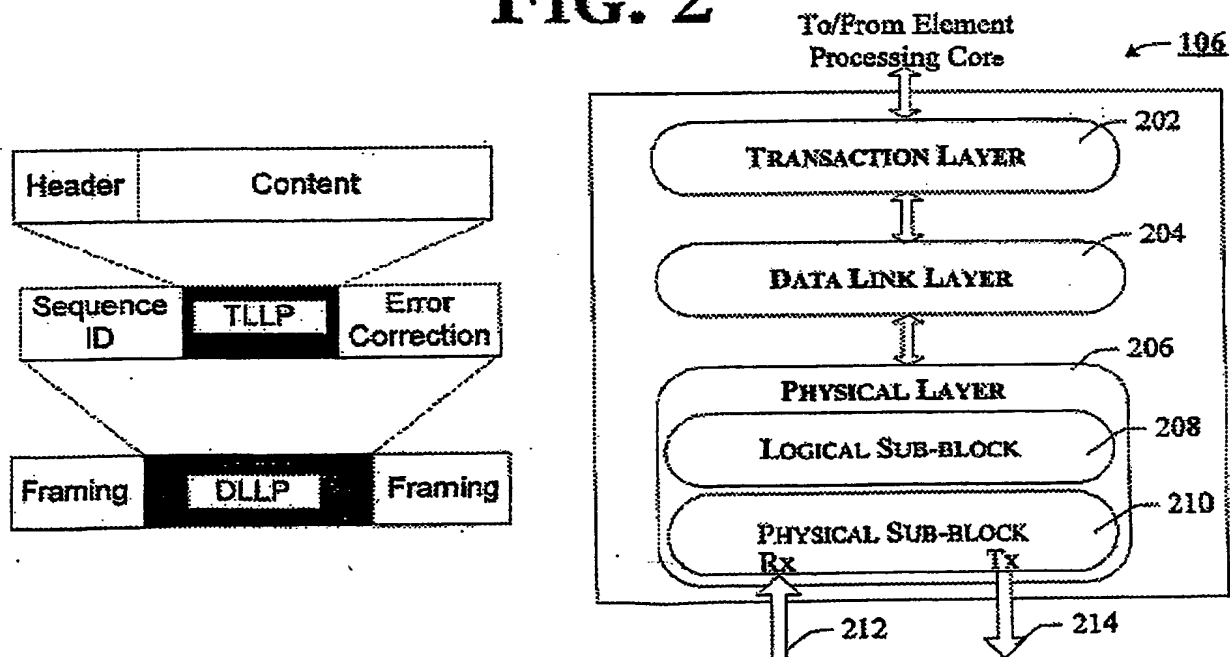 FIG. 2
To/From Element
Processing Core
106
Header
Content
Sequence
ID
TLLP
Error
Correction
Framing
DLLP
Framing
TRANSACTION LAYER
202
DATA LINK LAYER
204
206
PHYSICAL LAYER
LOGICAL SUB-BLOCK
208
PHYSICAL SUB-BLOCK
210
Rx
Tx
212
214